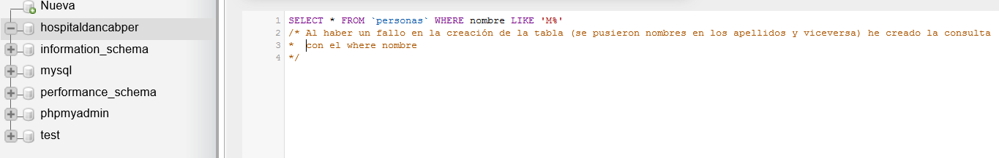 Nueva
hospitaldancabper
information_schema
mysql
performance_schema
phpmyadmin
test
1 SELECT * FROM `personas` WHERE nombre LIKE 'M%'
2 /* Al haber un fallo en la creación de la tabla (se pusieron nombres en los apellidos y viceversa) he creado la consulta
3 *  con el where nombre
4 */